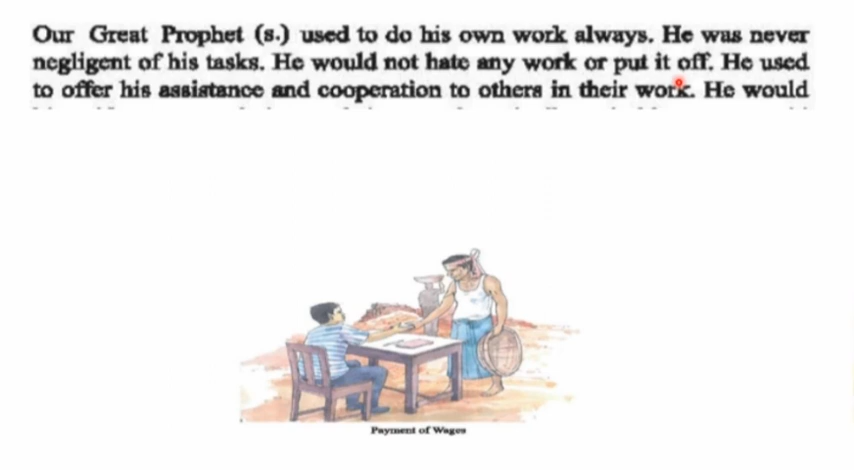 Our Great Prophet (s.) used to do his own work always. He was never
negligent of his tasks. He would not hate any work or put it off. He used
to offer his assistance and cooperation to others in their work. He would
Payment of Wages